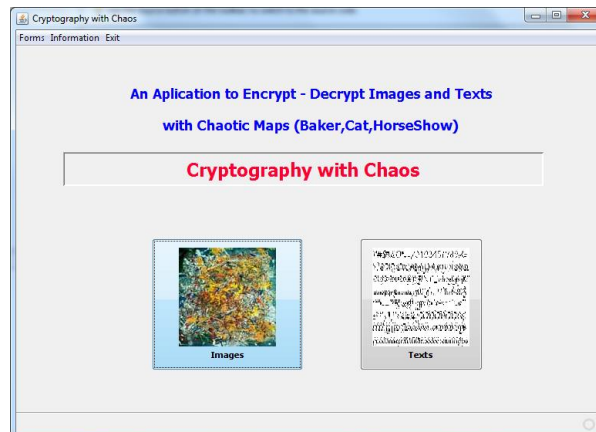 Cryptography with Chaos
Forms Information Exit
An Aplication to Encrypt - Decrypt Images and Texts
with Chaotic Maps (Baker,Cat,HorseShow)
Cryptography with Chaos
Images Texts